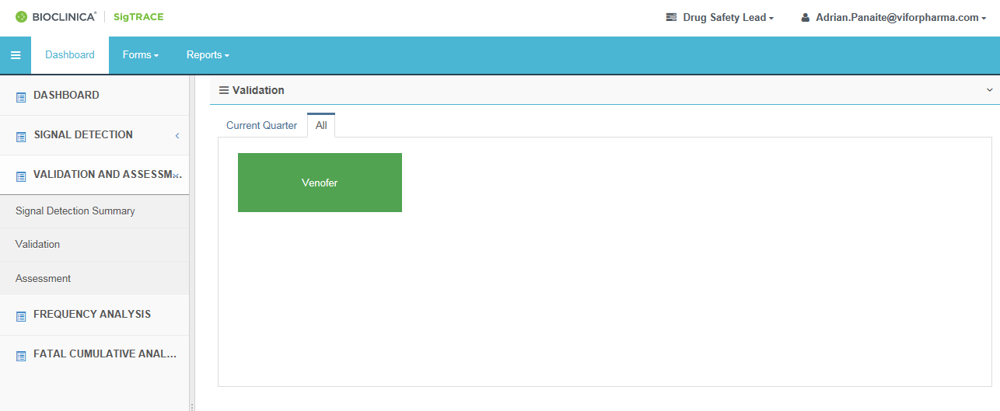 BIOCLINICA® SigTRACE
Drug Safety Lead
Adrian.Panaite@viforpharma.com
Dashboard Forms Reports
DASHBOARD
SIGNAL DETECTION
VALIDATION AND ASSESSM...
Signal Detection Summary
Validation
Assessment
FREQUENCY ANALYSIS
FATAL CUMULATIVE ANAL...
Validation
Current Quarter All
Venofer